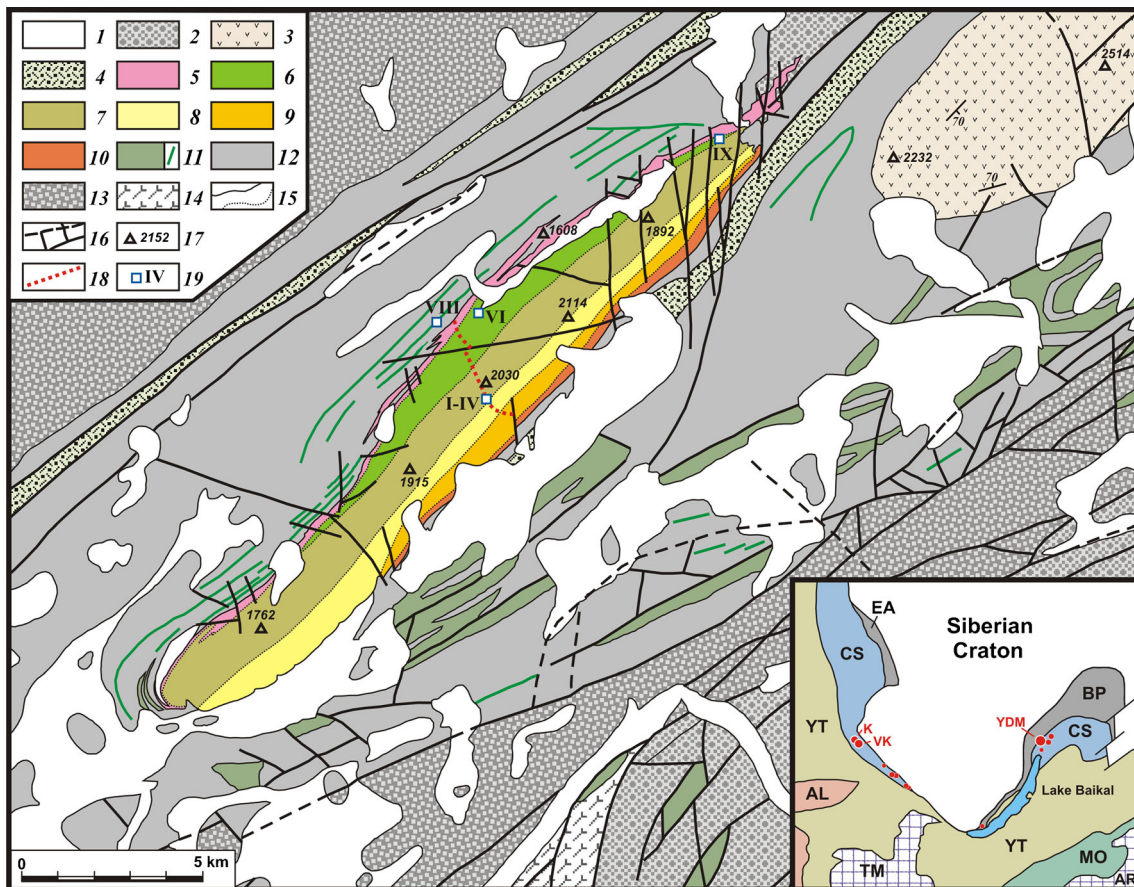 1 2 3
4 5 6
7 8 9
10 11 12
13 14 15
16 2152 17
18 IV 19
2514
70
2232
70
IX
1608
1892
VIII
VI
2114
2030
I-IV
1915
1762
0 5 km
EA
Siberian
Craton
CS
BP
YDM
CS
YT
K
VK
Lake Baikal
AL
YT
TM
MO
AR